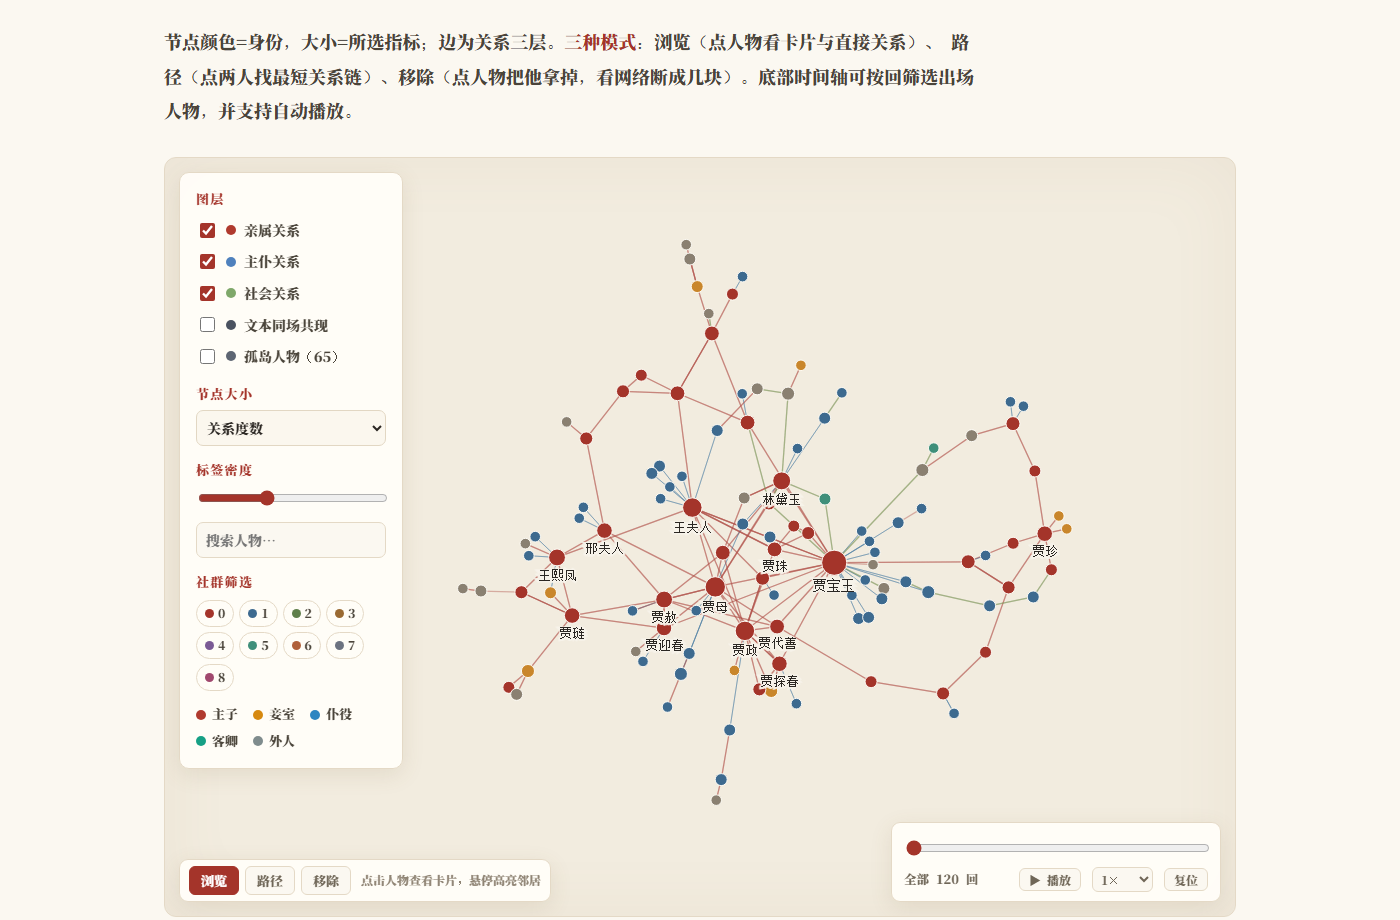 节点颜色=身份，大小=所选指标；边为关系三层。三种模式：浏览（点人物看卡片与直接关系）、 路
径（点两人找最短关系链）、移除（点人物把他拿掉，看网络断成几块）。底部时间轴可按回筛选出场
人物，并支持自动播放。
图层
亲属关系
主仆关系
社会关系
文本同场共现
孤岛人物（65）
节点大小
关系度数
标签密度
搜索人物…
社群筛选
0 1 2 3
4 5 6 7
8
主子 妾室 仆役
客卿 外人
林黛玉
王夫人
贾珍
邢夫人
贾珠
王熙凤
贾宝玉
贾母
贾赦
贾琏
贾迎春
贾代善
贾政
贾探春
浏览 路径 移除 点击人物查看卡片，悬停高亮邻居
全部 120 回 ▶ 播放 1× 复位